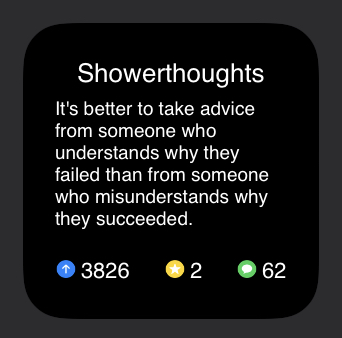 Showerthoughts
It's better to take advice
from someone who
understands why they
failed than from someone
who misunderstands why
they succeeded.
3826 2 62